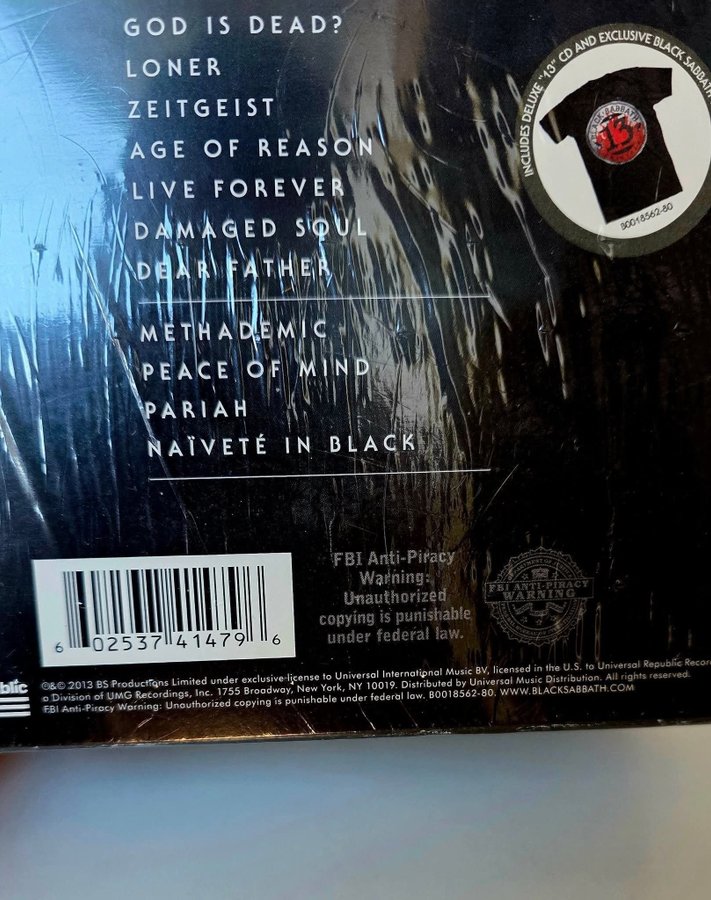 GOD IS DEAD?
LONER
ZEITGEIST
AGE OF REASON
LIVE FOREVER
DAMAGED SOUL
DEAR FATHER
METHADEMIC
PEACE OF MIND
PARIAH
NAÏVETÉ IN BLACK
INCLUDES DELUXE "13" CD AND EXCLUSIVE BLACK SABBATH
BLACK SABBATH
13
B0018562-80
6 02537 41479 6
FBI Anti-Piracy
Warning:
Unauthorized
copying is punishable
under federal law.
FBI ANTI-PIRACY
WARNING
blic
℗&© 2013 BS Productions Limited under exclusive license to Universal International Music BV, licensed in the U.S. to Universal Republic Recor
a Division of UMG Recordings, Inc. 1755 Broadway, New York, NY 10019. Distributed by Universal Music Distribution. All rights reserved.
FBI Anti-Piracy Warning: Unauthorized copying is punishable under federal law. B0018562-80. WWW.BLACKSABBATH.COM